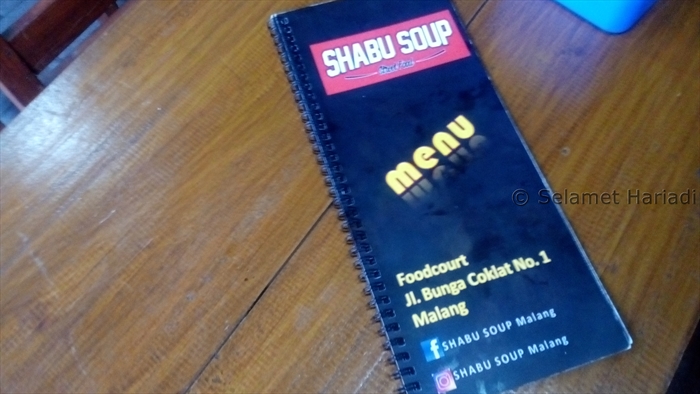 SHABU SOUP
menu
Foodcourt
Jl. Bunga Coklat No. 1
Malang
SHABU SOUP Malang
SHABU SOUP Malang
© Selamet Hariadi